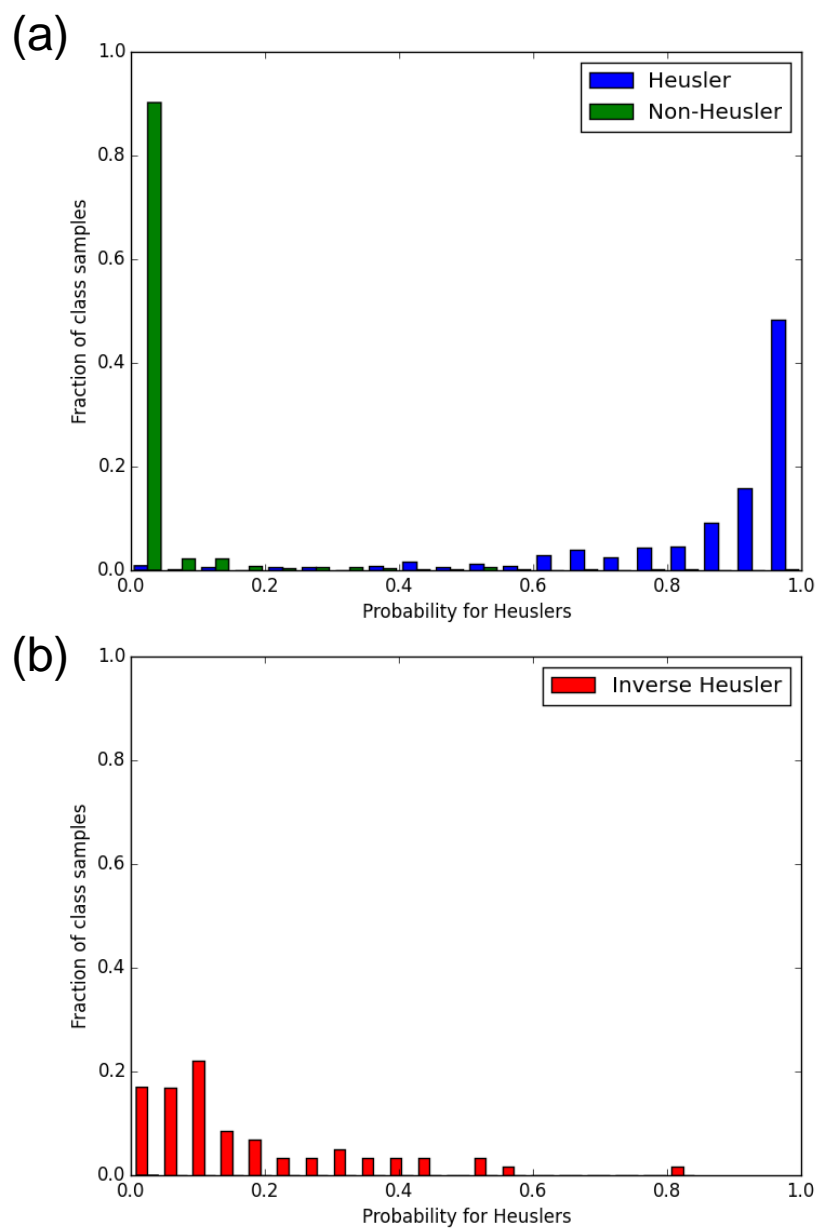 (a)
1.0
Heusler
Non-Heusler
0.8
0.6
Fraction of class samples
0.4
0.2
0.0
0.0 0.2 0.4 0.6 0.8 1.0
Probability for Heuslers
(b)
1.0
Inverse Heusler
0.8
0.6
Fraction of class samples
0.4
0.2
0.0
0.0 0.2 0.4 0.6 0.8 1.0
Probability for Heuslers